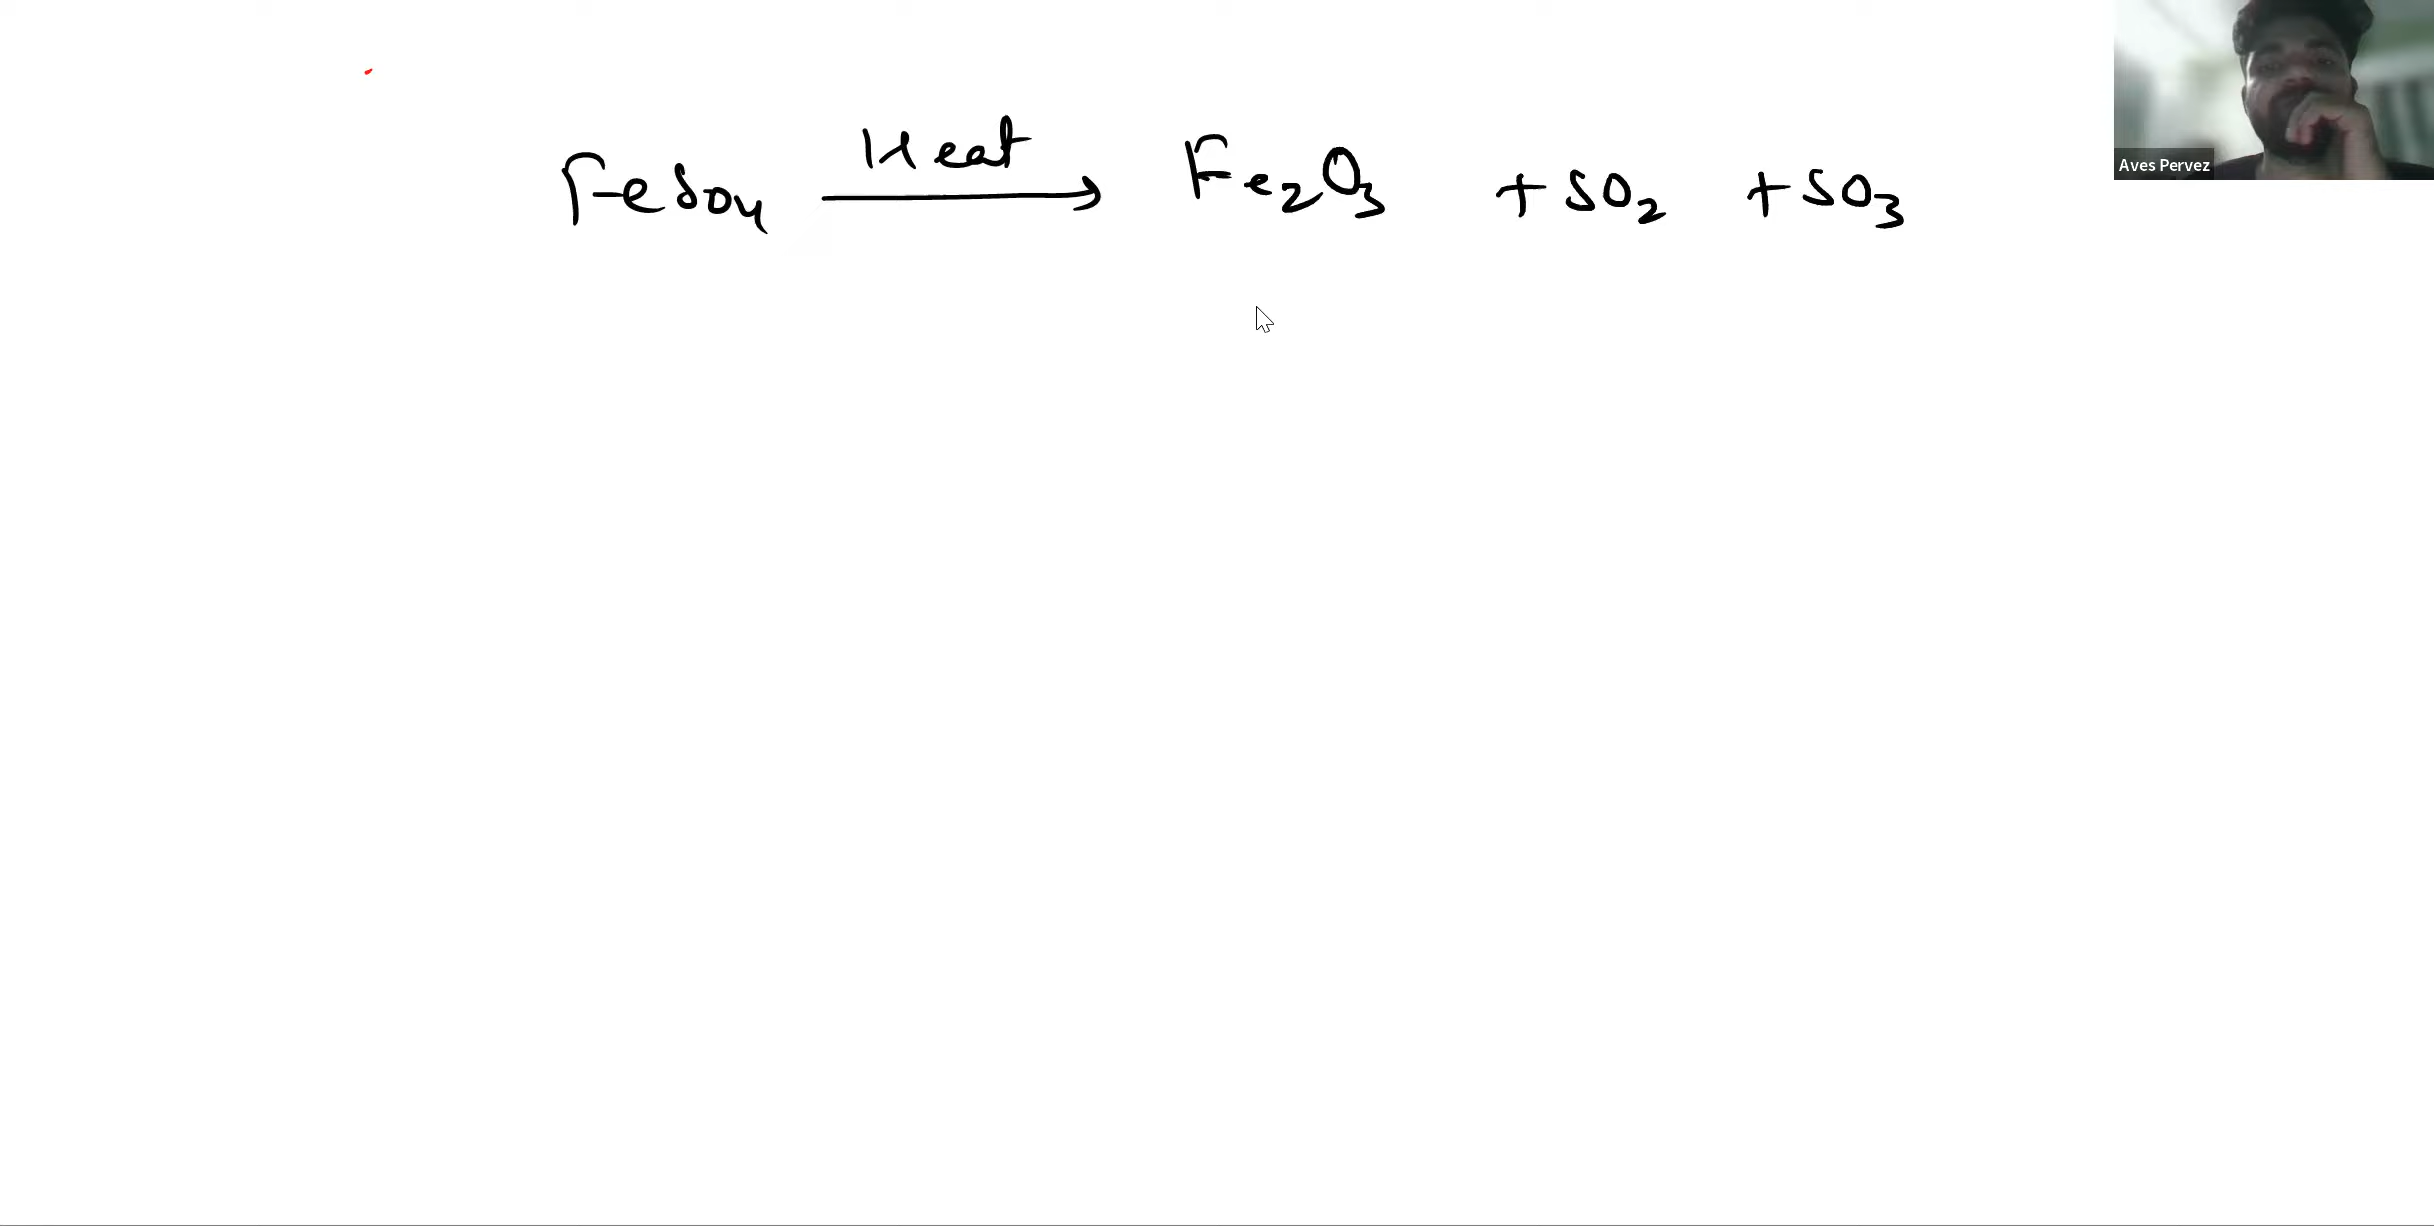 FeSO4 Heat → Fe2O3 + SO2 + SO3
Aves Pervez